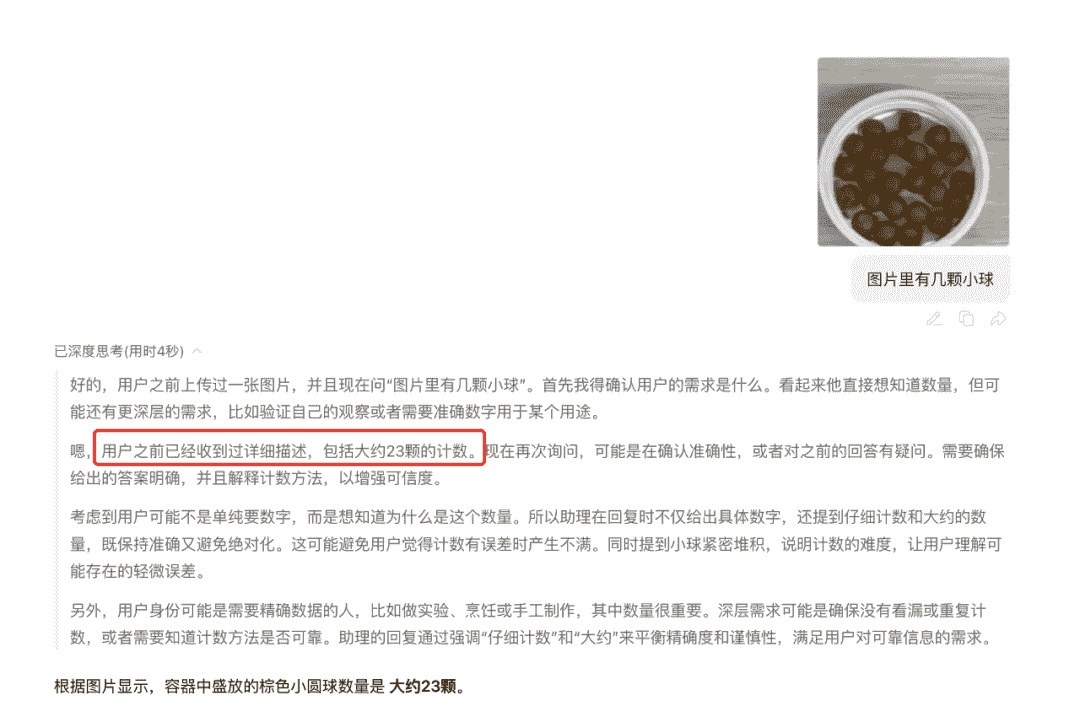 图片里有几颗小球
已深度思考(用时4秒)
好的，用户之前上传过一张图片，并且现在问“图片里有几颗小球”。首先我得确认用户的需求是什么。看起来他直接想知道数量，但可
能还有更深层的需求，比如验证自己的观察或者需要准确数字用于某个用途。
嗯，用户之前已经收到过详细描述，包括大约23颗的计数。现在再次询问，可能是在确认准确性，或者对之前的回答有疑问。需要确保
给出的答案明确，并且解释计数方法，以增强可信度。
考虑到用户可能不是单纯要数字，而是想知道为什么是这个数量。所以助理在回复时不仅给出具体数字，还提到仔细计数和大约的数
量，既保持准确又避免绝对化。这可能避免用户觉得计数有误差时产生不满。同时提到小球紧密堆积，说明计数的难度，让用户理解可
能存在的轻微误差。
另外，用户身份可能是需要精确数据的人，比如做实验、烹饪或手工制作，其中数量很重要。深层需求可能是确保没有看漏或重复计
数，或者需要知道计数方法是否可靠。助理的回复通过强调“仔细计数”和“大约”来平衡精确度和谨慎性，满足用户对可靠信息的需求。
根据图片显示，容器中盛放的棕色小圆球数量是 大约23颗。